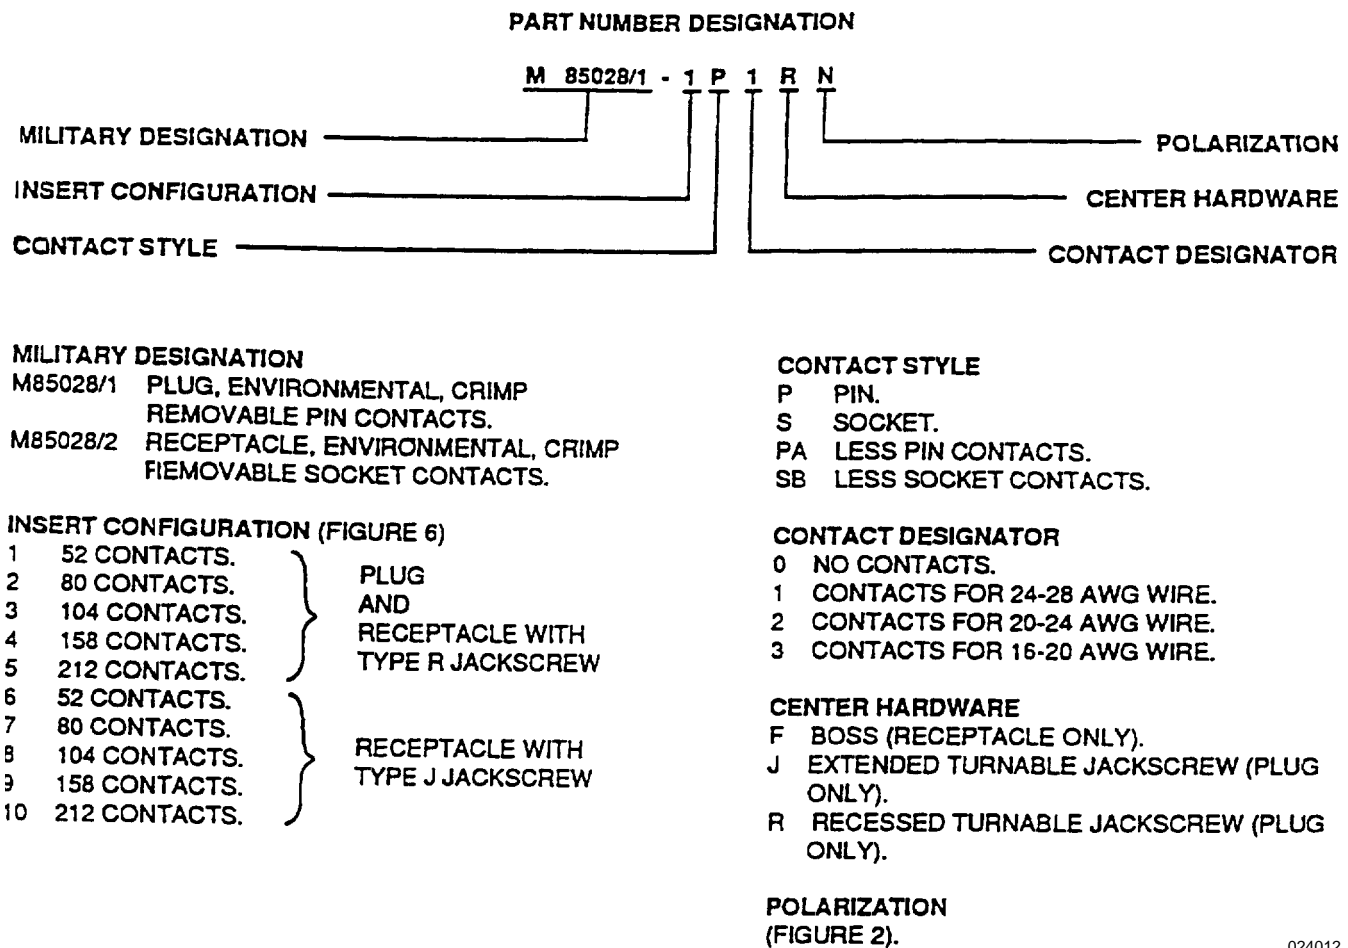 PART NUMBER DESIGNATION
M 85028/1 - 1 P 1 R N
MILITARY DESIGNATION
POLARIZATION
INSERT CONFIGURATION
CENTER HARDWARE
CONTACT STYLE
CONTACT DESIGNATOR
MILITARY DESIGNATION
M85028/1 PLUG, ENVIRONMENTAL, CRIMP
REMOVABLE PIN CONTACTS.
M85028/2 RECEPTACLE, ENVIRONMENTAL, CRIMP
REMOVABLE SOCKET CONTACTS.
INSERT CONFIGURATION (FIGURE 6)
1 52 CONTACTS.
2 80 CONTACTS.
3 104 CONTACTS.
4 158 CONTACTS.
5 212 CONTACTS.
PLUG
AND
RECEPTACLE WITH
TYPE R JACKSCREW
6 52 CONTACTS.
7 80 CONTACTS.
8 104 CONTACTS.
9 158 CONTACTS.
10 212 CONTACTS.
RECEPTACLE WITH
TYPE J JACKSCREW
CONTACT STYLE
P PIN.
S SOCKET.
PA LESS PIN CONTACTS.
SB LESS SOCKET CONTACTS.
CONTACT DESIGNATOR
0 NO CONTACTS.
1 CONTACTS FOR 24-28 AWG WIRE.
2 CONTACTS FOR 20-24 AWG WIRE.
3 CONTACTS FOR 16-20 AWG WIRE.
CENTER HARDWARE
F BOSS (RECEPTACLE ONLY).
J EXTENDED TURNABLE JACKSCREW (PLUG
ONLY).
R RECESSED TURNABLE JACKSCREW (PLUG
ONLY).
POLARIZATION
(FIGURE 2).
024012